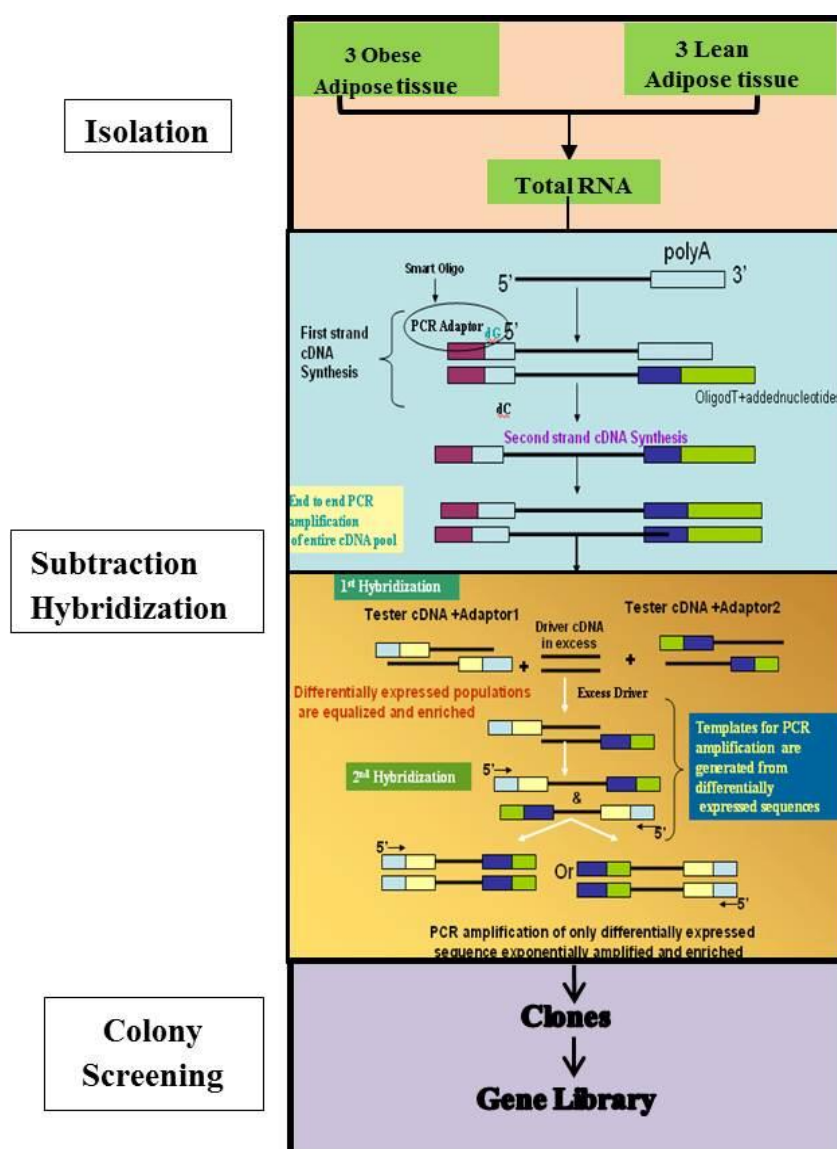 3 Obese
Adipose tissue
3 Lean
Adipose tissue
Isolation
Total RNA
polyA
Smart Oligo
5’
3’
PCR Adaptor
dG
5’
First strand
cDNA
Synthesis
OligodT+addednucleotides
dC
Second strand cDNA Synthesis
End to end PCR
amplification
of entire cDNA pool
Subtraction
Hybridization
1st Hybridization
Tester cDNA +Adaptor1
Driver cDNA
in excess
Tester cDNA +Adaptor2
+
+
Differentially expressed populations
are equalized and enriched
Excess Driver
Templates for PCR
amplification are
generated from
differentially
expressed sequences
2nd Hybridization
5’
&
5’
5’
Or
5’
PCR amplification of only differentially expressed
sequence exponentially amplified and enriched
Colony
Screening
Clones
Gene Library